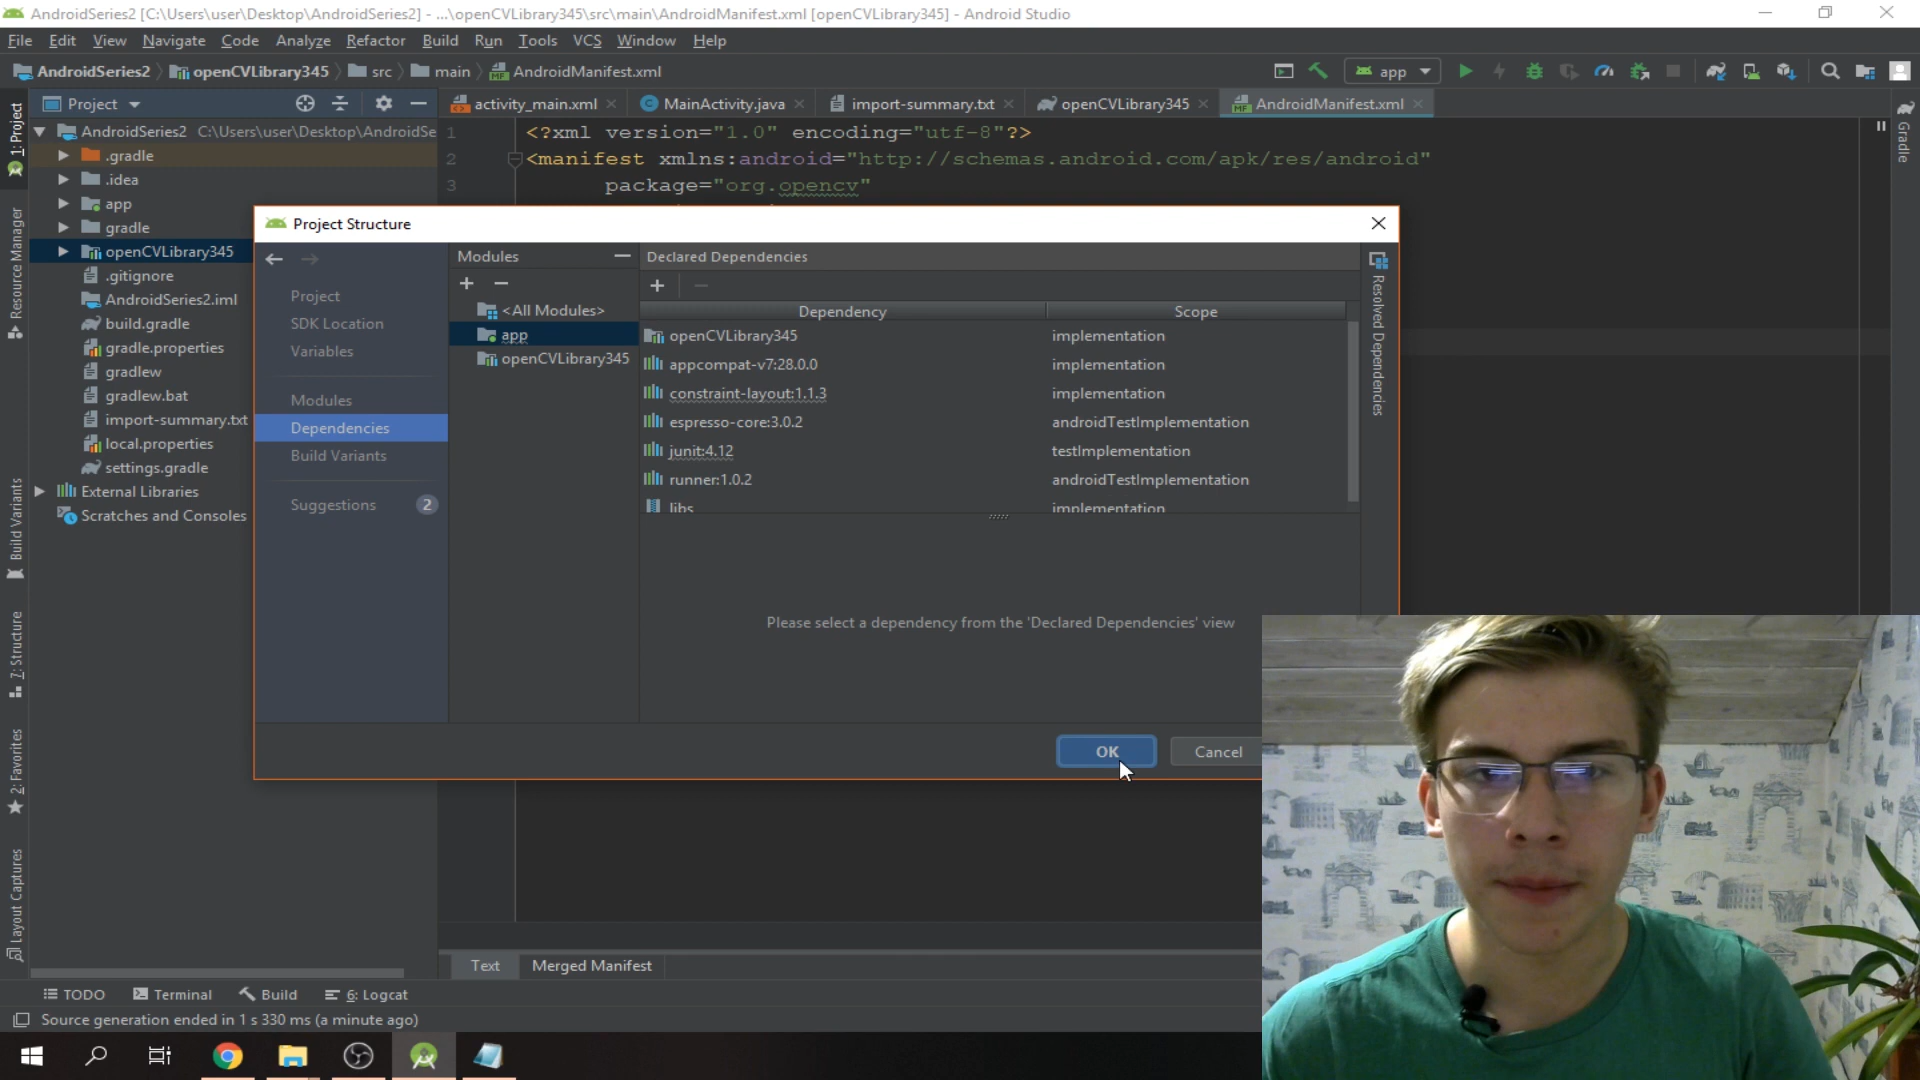 AndroidSeries2 [C:\Users\user\Desktop\AndroidSeries2] - ...\openCVLibrary345\src\main\AndroidManifest.xml [openCVLibrary345] - Android Studio
File Edit View Navigate Code Analyze Refactor Build Run Tools VCS Window Help
AndroidSeries2 openCVLibrary345 src main AndroidManifest.xml
app
Project
activity_main.xml MainActivity.java import-summary.txt openCVLibrary345 AndroidManifest.xml
1: Project
Resource Manager
Build Variants
7: Structure
2: Favorites
Layout Captures
Gradle
AndroidSeries2 C:\Users\user\Desktop\AndroidSe
.gradle
.idea
app
gradle
openCVLibrary345
.gitignore
AndroidSeries2.iml
build.gradle
gradle.properties
gradlew
gradlew.bat
import-summary.txt
local.properties
settings.gradle
External Libraries
Scratches and Consoles
1 <?xml version="1.0" encoding="utf-8"?>
2 <manifest xmlns:android="http://schemas.android.com/apk/res/android"
3 package="org.opencv"
Project Structure
Project
SDK Location
Variables
Modules
Dependencies
Build Variants
Suggestions 2
Modules
<All Modules>
app
openCVLibrary345
Declared Dependencies
Dependency Scope
openCVLibrary345 implementation
appcompat-v7:28.0.0 implementation
constraint-layout:1.1.3 implementation
espresso-core:3.0.2 androidTestImplementation
junit:4.12 testImplementation
runner:1.0.2 androidTestImplementation
libs implementation
Resolved Dependencies
Please select a dependency from the 'Declared Dependencies' view
OK Cancel
Text Merged Manifest
TODO Terminal Build 6: Logcat
Source generation ended in 1 s 330 ms (a minute ago)